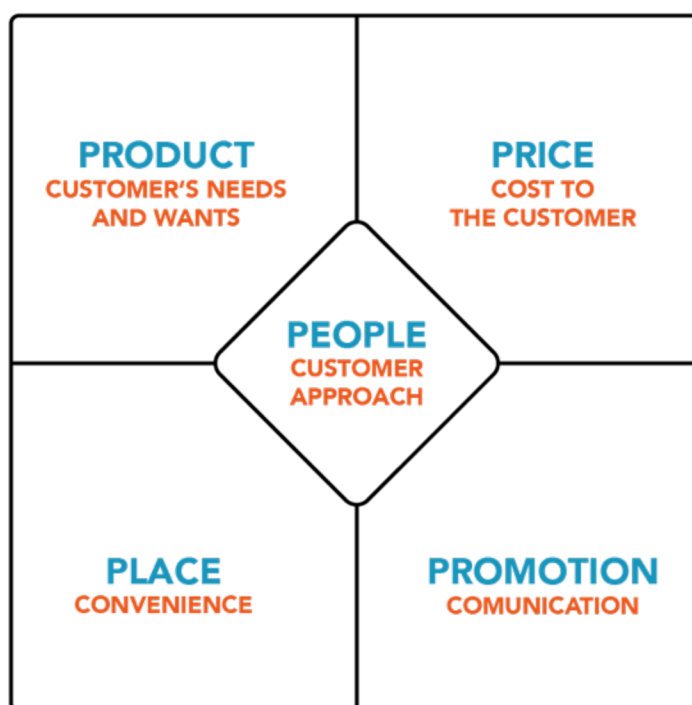 PRODUCT
CUSTOMER'S NEEDS
AND WANTS
PRICE
COST TO
THE CUSTOMER
PEOPLE
CUSTOMER
APPROACH
PLACE
CONVENIENCE
PROMOTION
COMUNICATION